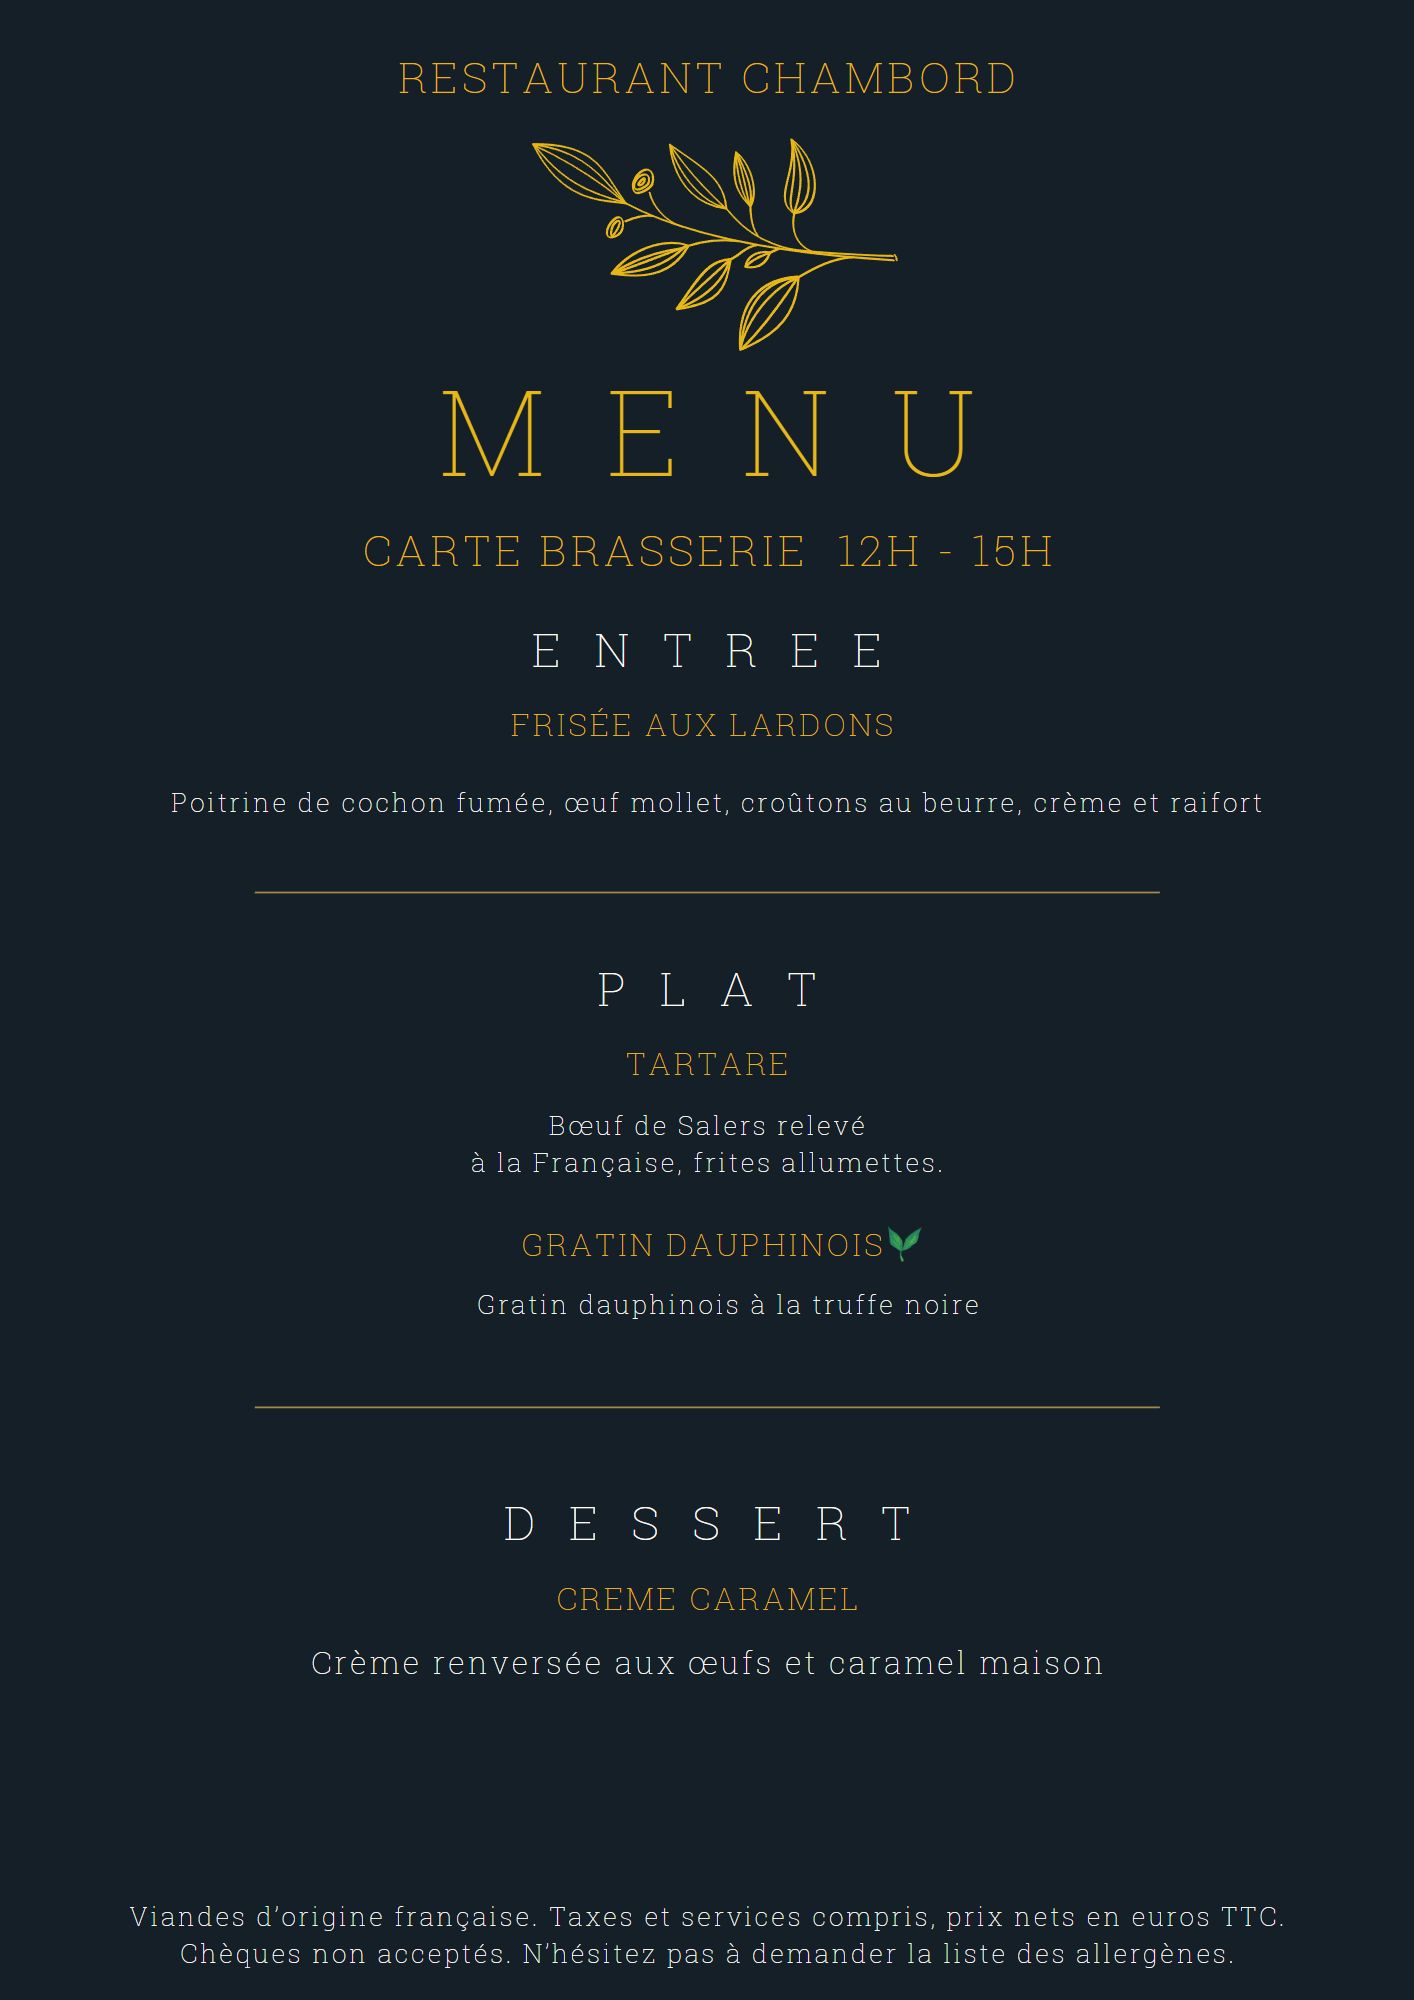 RESTAURANT CHAMBORD
MENU
CARTE BRASSERIE 12H - 15H
ENTREE
FRISÉE AUX LARDONS
Poitrine de cochon fumée, œuf mollet, croûtons au beurre, crème et raifort
PLAT
TARTARE
Bœuf de Salers relevé
à la Française, frites allumettes.
GRATIN DAUPHINOIS
Gratin dauphinois à la truffe noire
DESSERT
CREME CARAMEL
Crème renversée aux œufs et caramel maison
Viandes d’origine française. Taxes et services compris, prix nets en euros TTC.
Chèques non acceptés. N’hésitez pas à demander la liste des allergènes.